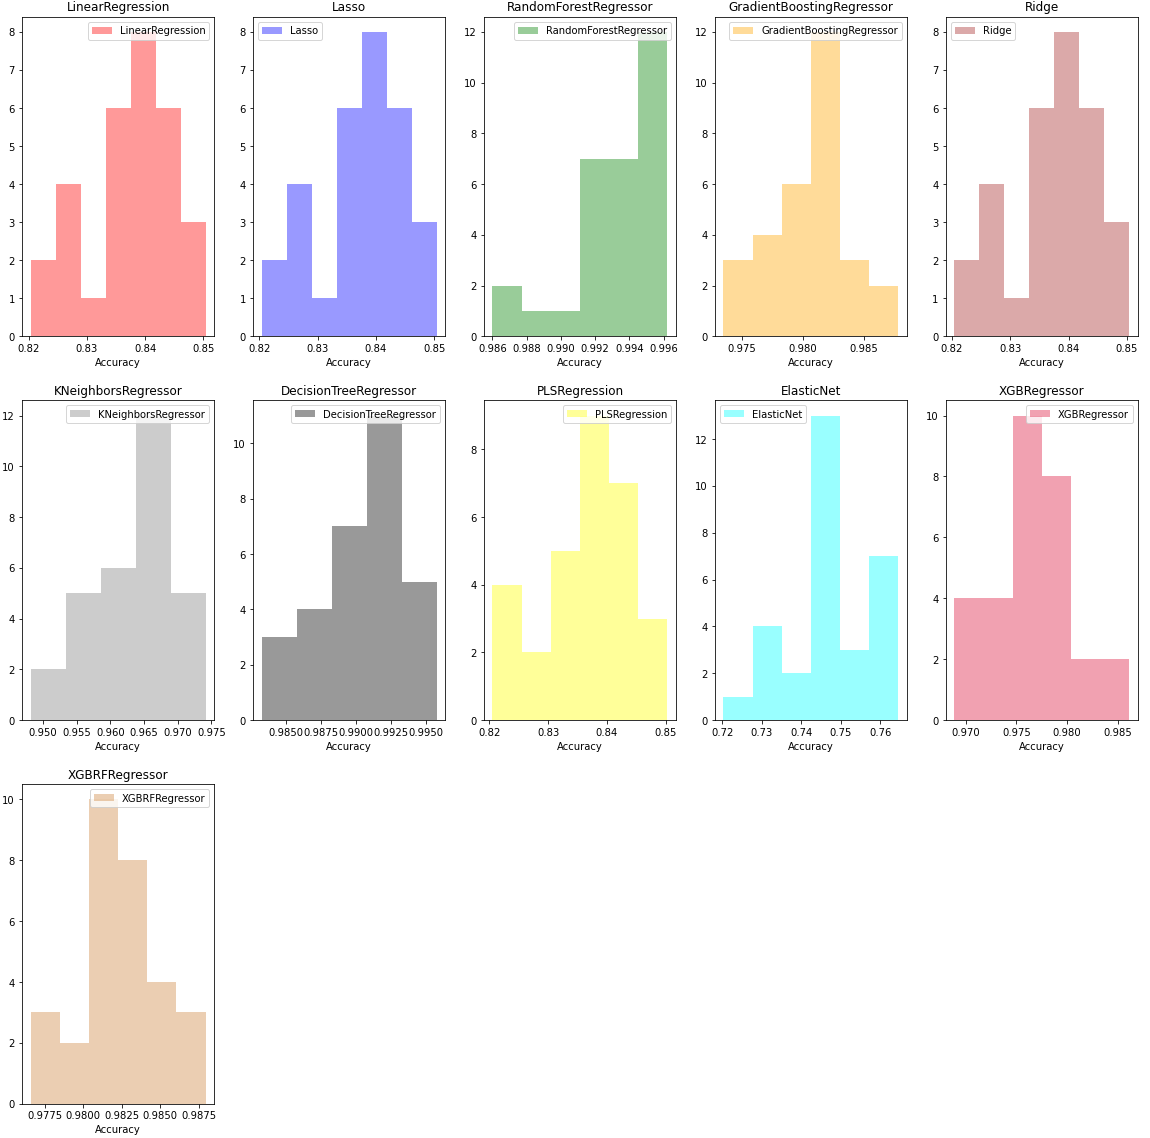 LinearRegression
LinearRegression
8
7
6
5
4
3
2
1
0
0.82 0.83 0.84 0.85
Accuracy
Lasso
Lasso
8
7
6
5
4
3
2
1
0
0.82 0.83 0.84 0.85
Accuracy
RandomForestRegressor
RandomForestRegressor
12
10
8
6
4
2
0
0.986 0.988 0.990 0.992 0.994 0.996
Accuracy
GradientBoostingRegressor
GradientBoostingRegressor
12
10
8
6
4
2
0
0.975 0.980 0.985
Accuracy
Ridge
Ridge
8
7
6
5
4
3
2
1
0
0.82 0.83 0.84 0.85
Accuracy
KNeighborsRegressor
KNeighborsRegressor
12
10
8
6
4
2
0
0.950 0.955 0.960 0.965 0.970 0.975
Accuracy
DecisionTreeRegressor
DecisionTreeRegressor
10
8
6
4
2
0
0.9850 0.9875 0.9900 0.9925 0.9950
Accuracy
PLSRegression
PLSRegression
8
6
4
2
0
0.82 0.83 0.84 0.85
Accuracy
ElasticNet
ElasticNet
12
10
8
6
4
2
0
0.72 0.73 0.74 0.75 0.76
Accuracy
XGBRegressor
XGBRegressor
10
8
6
4
2
0
0.970 0.975 0.980 0.985
Accuracy
XGBRFRegressor
XGBRFRegressor
10
8
6
4
2
0
0.9775 0.9800 0.9825 0.9850 0.9875
Accuracy